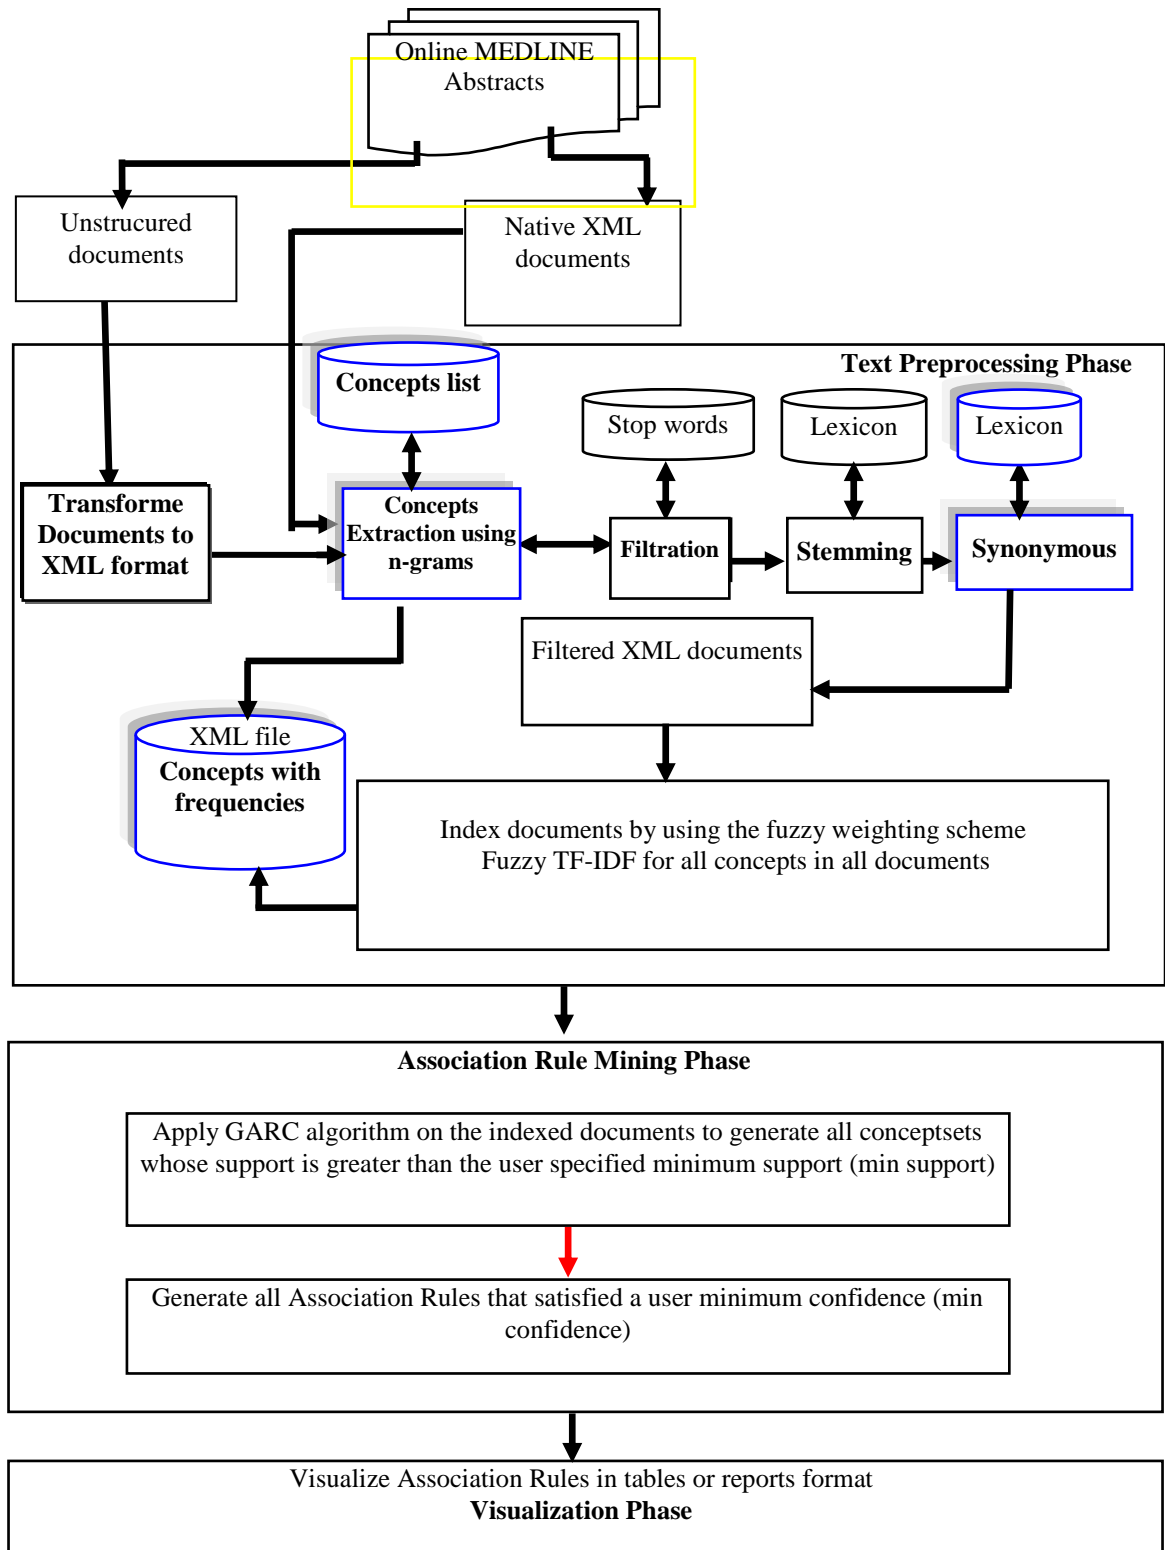 Online MEDLINE
Abstracts
Unstrucured
documents
Native XML
documents
Text Preprocessing Phase
Concepts list
Stop words
Lexicon
Lexicon
Transforme
Documents to
XML format
Concepts
Extraction using
n-grams
Filtration
Stemming
Synonymous
Filtered XML documents
XML file
Concepts with
frequencies
Index documents by using the fuzzy weighting scheme
Fuzzy TF-IDF for all concepts in all documents
Association Rule Mining Phase
Apply GARC algorithm on the indexed documents to generate all conceptsets
whose support is greater than the user specified minimum support (min support)
Generate all Association Rules that satisfied a user minimum confidence (min
confidence)
Visualize Association Rules in tables or reports format
Visualization Phase